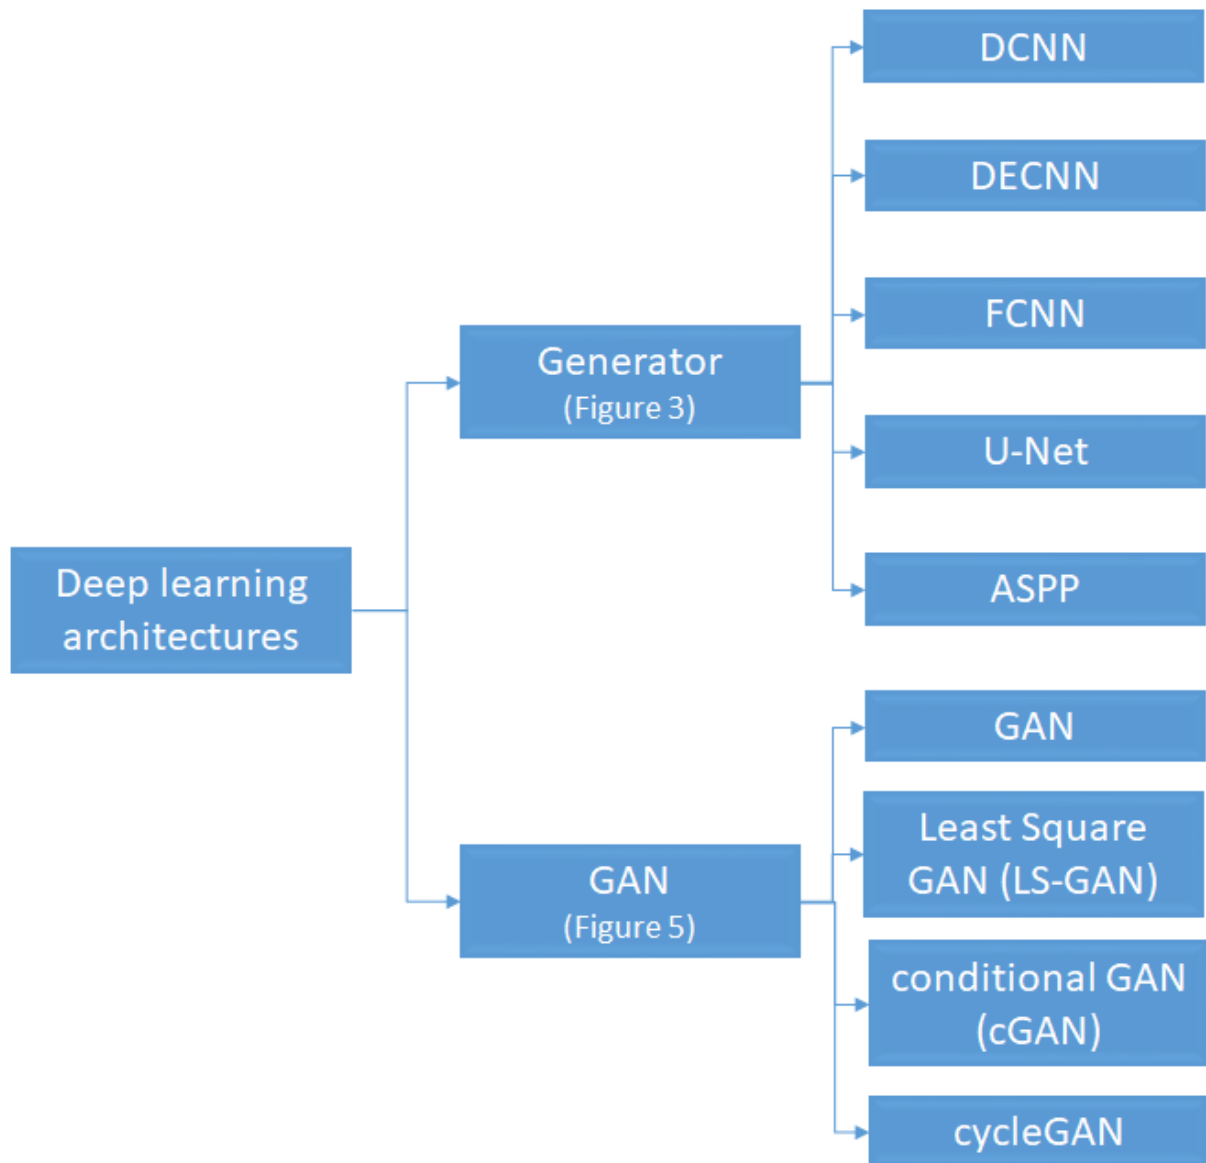 DCNN
DECNN
FCNN
Generator
(Figure 3)
U-Net
Deep learning
architectures
ASPP
GAN
Least Square
GAN (LS-GAN)
GAN
(Figure 5)
conditional GAN
(cGAN)
cycleGAN